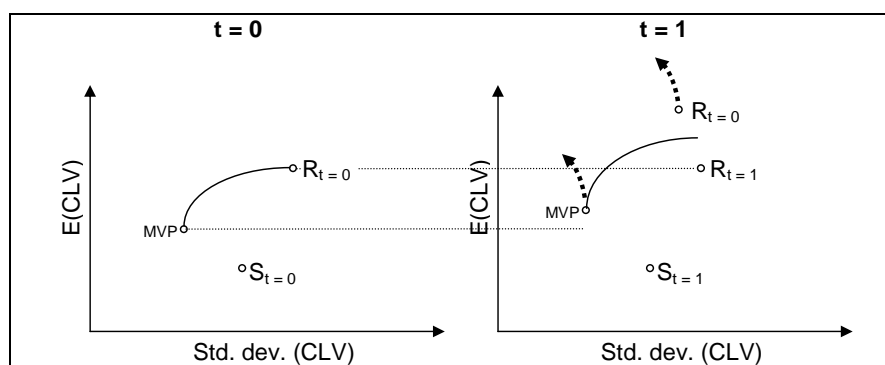 t = 0
E(CLV)
R t = 0
MVP
S t = 0
Std. dev. (CLV)
t = 1
E(CLV)
R t = 0
R t = 1
MVP
S t = 1
Std. dev. (CLV)